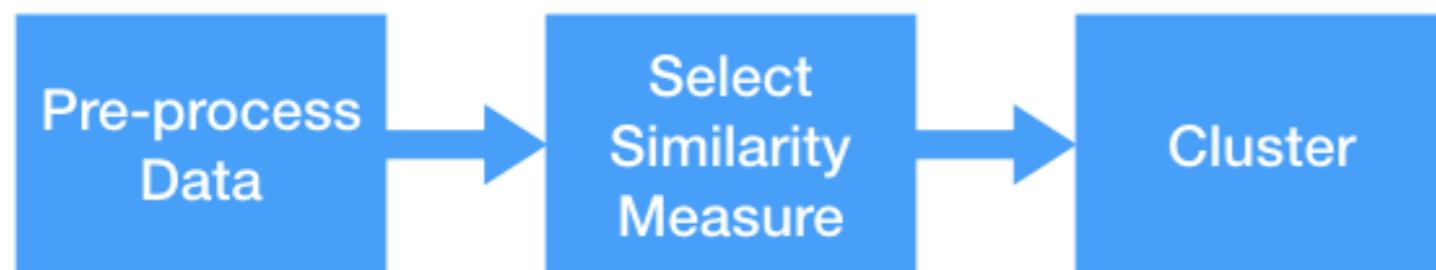 Pre-process
Data
Select
Similarity
Measure
Cluster